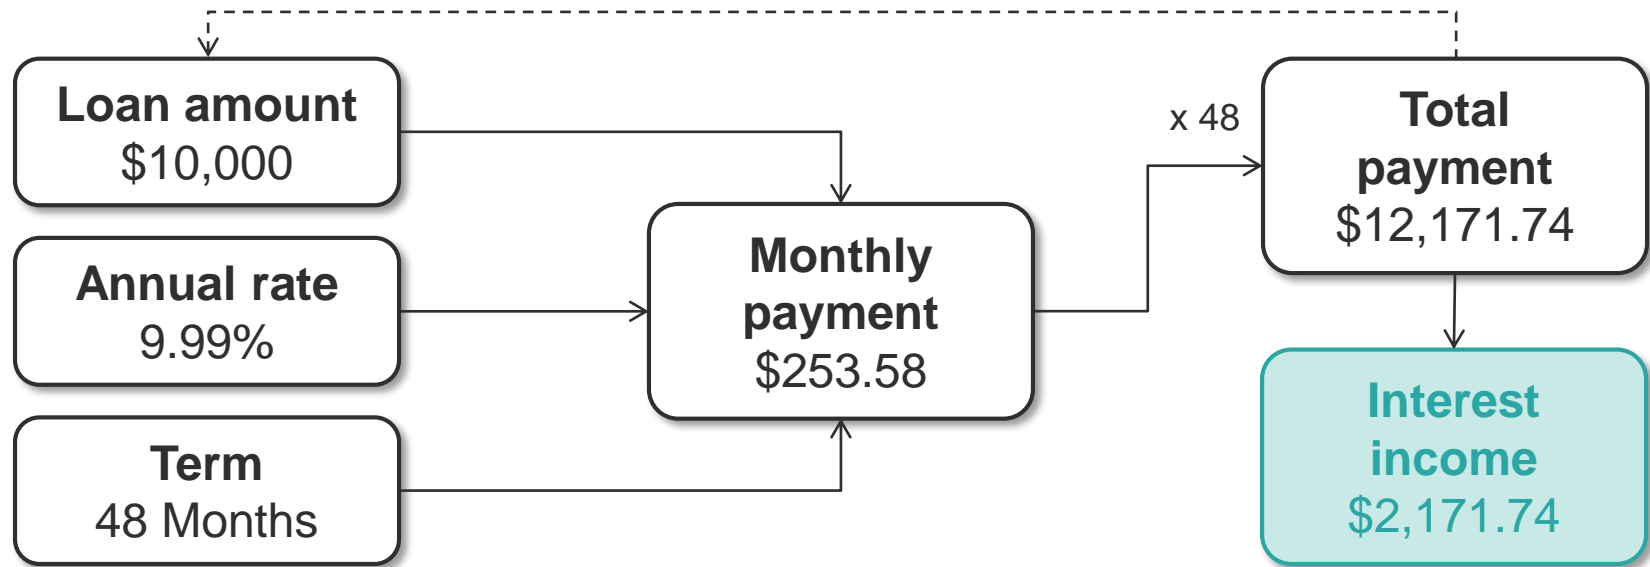 Loan amount
$10,000
Annual rate
9.99%
Term
48 Months
Monthly
payment
$253.58
x 48
Total
payment
$12,171.74
Interest
income
$2,171.74